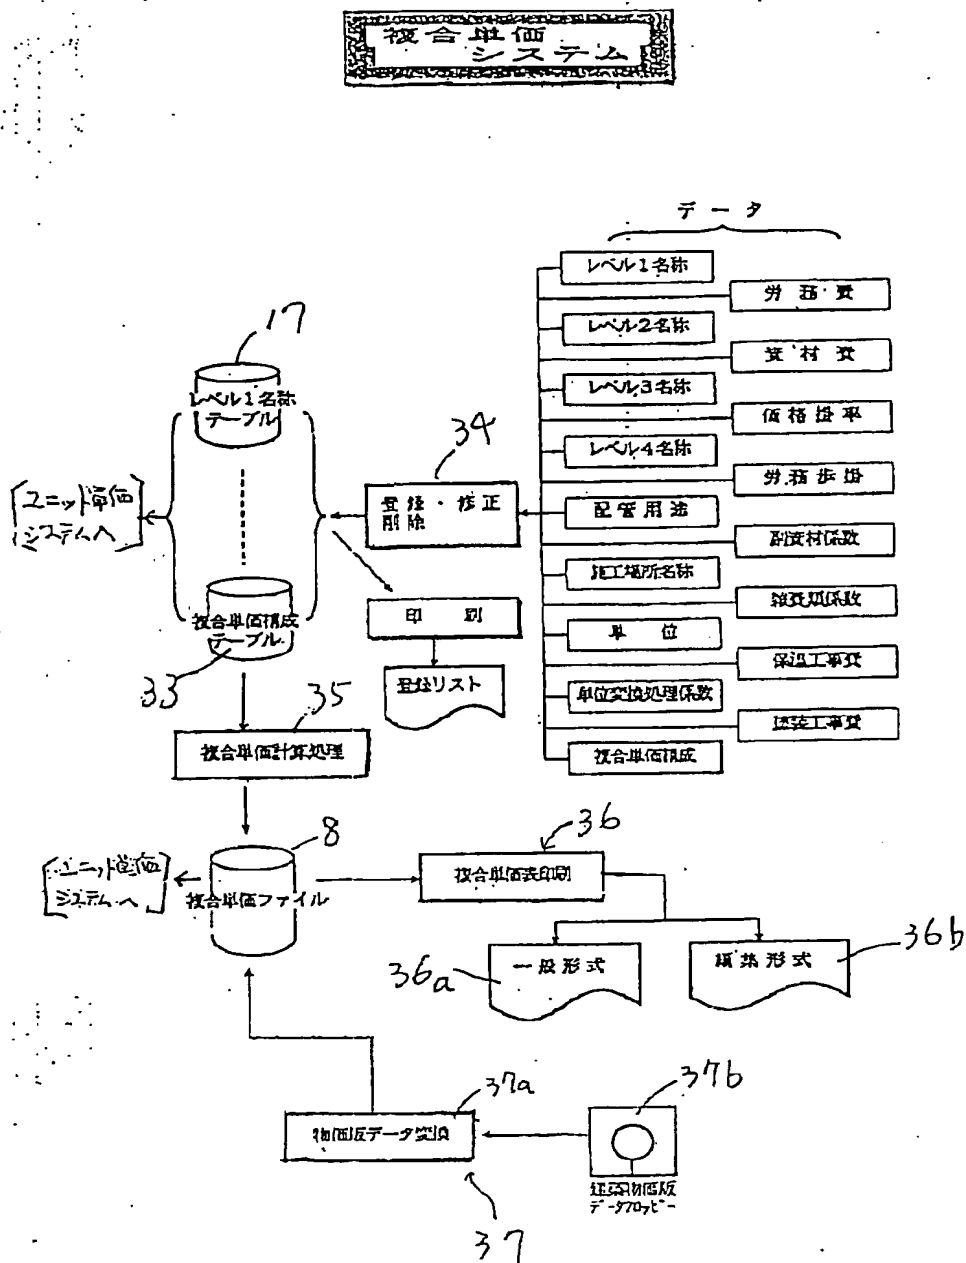 複合単価
システム
データ
レベル1名称
労務費
レベル2名称
資材費
レベル3名称
価格掛率
レベル4名称
労務歩掛
配管用途
副資材係数
施工場所名称
雑費類係数
単位
保温工事費
単位変換処理係数
塗装工事費
複合単価構成
17
レベル1名称
テーブル
34
登録・修正
削除
ユニット単価
システムへ
複合単価構成
テーブル
33
印刷
登録リスト
35
複合単価計算処理
8
複合単価ファイル
ユニット単価
システムへ
36
複合単価表印刷
36a
一般形式
36b
編集形式
37a
物価版データ変換
37b
建築物価版
データフロッピー
37